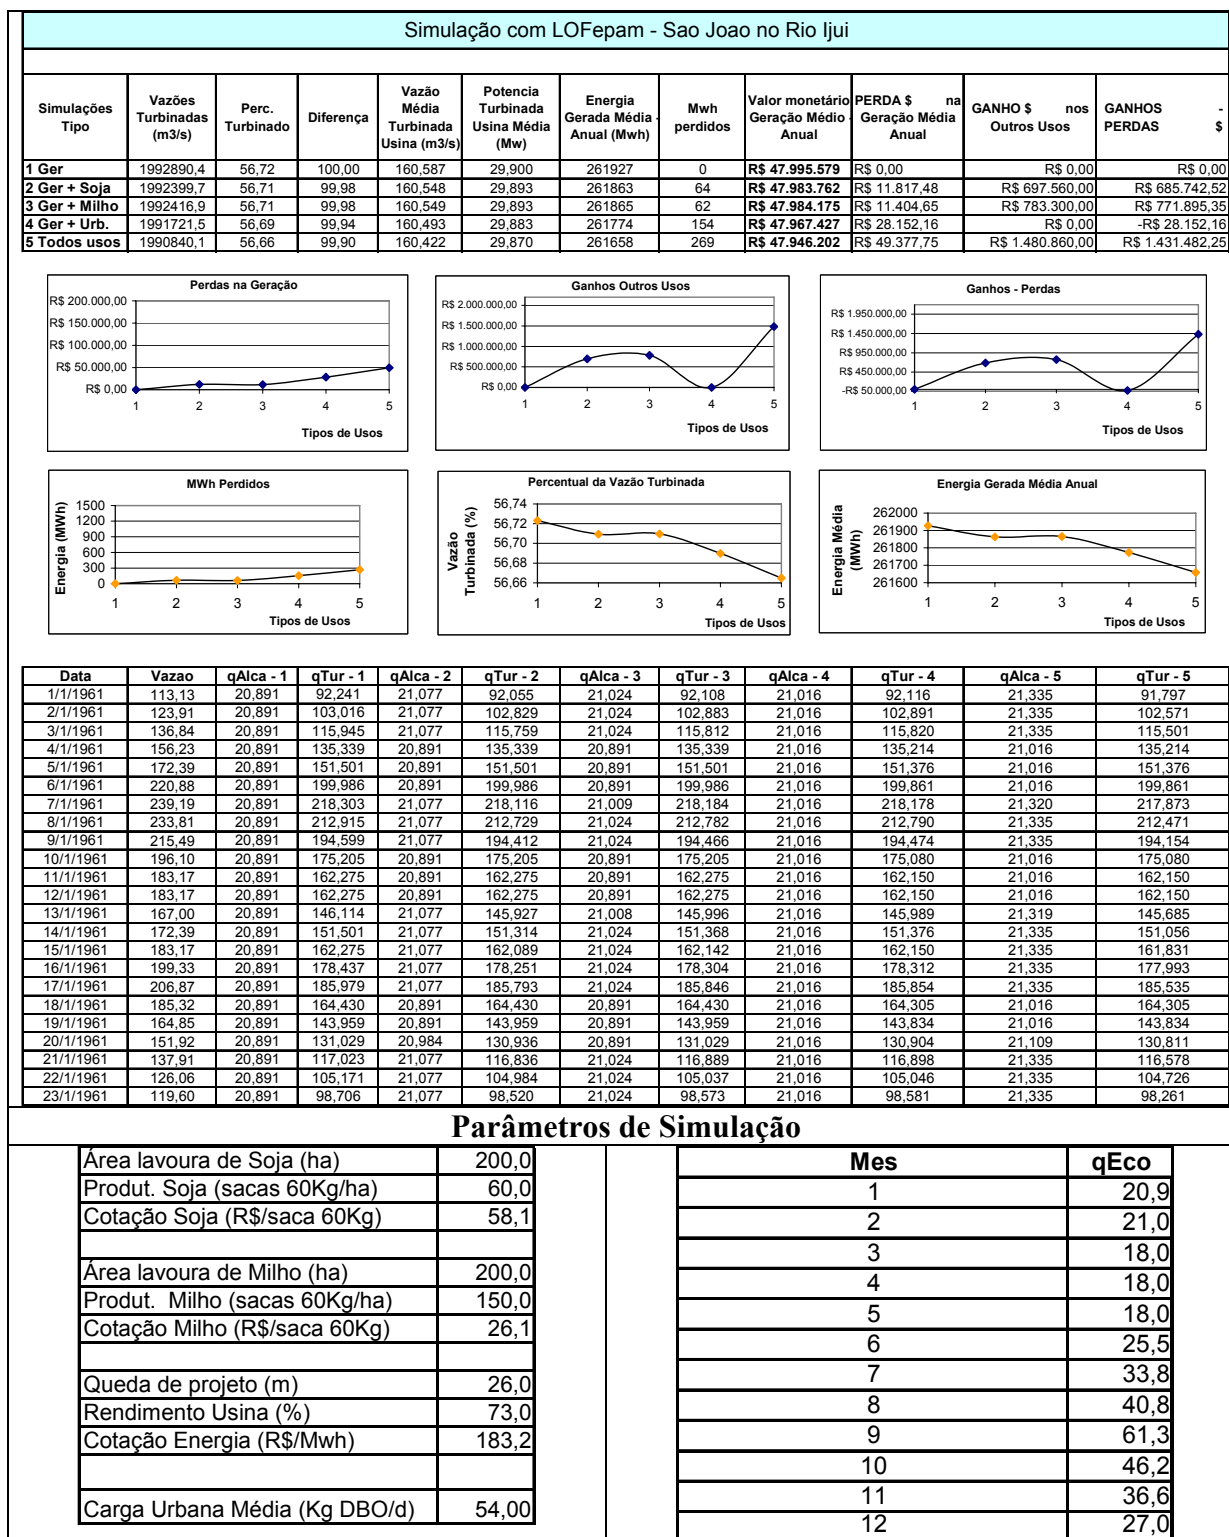 Simulação com LOFepam - Sao Joao no Rio Ijui
Simulações Tipo | Vazões Turbinadas (m3/s) | Perc. Turbinado | Diferença | Vazão Média Turbinada Usina (m3/s) | Potencia Turbinada Usina Média (Mw) | Energia Gerada Média - Anual (Mwh) | Mwh perdidos | Valor monetário Geração Médio - Anual | PERDA $ na Geração Média Anual | GANHO $ nos Outros Usos | GANHOS - PERDAS $
1 Ger | 1992890,4 | 56,72 | 100,00 | 160,587 | 29,900 | 261927 | 0 | R$ 47.995.579 | R$ 0,00 | R$ 0,00 | R$ 0,00
2 Ger + Soja | 1992399,7 | 56,71 | 99,98 | 160,548 | 29,893 | 261863 | 64 | R$ 47.983.762 | R$ 11.817,48 | R$ 697.560,00 | R$ 685.742,52
3 Ger + Milho | 1992416,9 | 56,71 | 99,98 | 160,549 | 29,893 | 261865 | 62 | R$ 47.984.175 | R$ 11.404,65 | R$ 783.300,00 | R$ 771.895,35
4 Ger + Urb. | 1991721,5 | 56,69 | 99,94 | 160,493 | 29,883 | 261774 | 154 | R$ 47.967.427 | R$ 28.152,16 | R$ 0,00 | -R$ 28.152,16
5 Todos usos | 1990840,1 | 56,66 | 99,90 | 160,422 | 29,870 | 261658 | 269 | R$ 47.946.202 | R$ 49.377,75 | R$ 1.480.860,00 | R$ 1.431.482,25
Perdas na Geração
R$ 200.000,00
R$ 150.000,00
R$ 100.000,00
R$ 50.000,00
R$ 0,00
1 2 3 4 5
Tipos de Usos
Ganhos Outros Usos
R$ 2.000.000,00
R$ 1.500.000,00
R$ 1.000.000,00
R$ 500.000,00
R$ 0,00
1 2 3 4 5
Tipos de Usos
Ganhos - Perdas
R$ 1.950.000,00
R$ 1.450.000,00
R$ 950.000,00
R$ 450.000,00
-R$ 50.000,00
1 2 3 4 5
Tipos de Usos
MWh Perdidos
Energia (MWh)
1500
1200
900
600
300
0
1 2 3 4 5
Tipos de Usos
Percentual da Vazão Turbinada
Vazão Turbinada (%)
56,74
56,72
56,70
56,68
56,66
1 2 3 4 5
Tipos de Usos
Energia Gerada Média Anual
Energia Média (MWh)
262000
261900
261800
261700
261600
1 2 3 4 5
Tipos de Usos
Data | Vazao | qAlca - 1 | qTur - 1 | qAlca - 2 | qTur - 2 | qAlca - 3 | qTur - 3 | qAlca - 4 | qTur - 4 | qAlca - 5 | qTur - 5
1/1/1961 | 113,13 | 20,891 | 92,241 | 21,077 | 92,055 | 21,024 | 92,108 | 21,016 | 92,116 | 21,335 | 91,797
2/1/1961 | 123,91 | 20,891 | 103,016 | 21,077 | 102,829 | 21,024 | 102,883 | 21,016 | 102,891 | 21,335 | 102,571
3/1/1961 | 136,84 | 20,891 | 115,945 | 21,077 | 115,759 | 21,024 | 115,812 | 21,016 | 115,820 | 21,335 | 115,501
4/1/1961 | 156,23 | 20,891 | 135,339 | 20,891 | 135,339 | 20,891 | 135,339 | 21,016 | 135,214 | 21,016 | 135,214
5/1/1961 | 172,39 | 20,891 | 151,501 | 20,891 | 151,501 | 20,891 | 151,501 | 21,016 | 151,376 | 21,016 | 151,376
6/1/1961 | 220,88 | 20,891 | 199,986 | 20,891 | 199,986 | 20,891 | 199,986 | 21,016 | 199,861 | 21,016 | 199,861
7/1/1961 | 239,19 | 20,891 | 218,303 | 21,077 | 218,116 | 21,009 | 218,184 | 21,016 | 218,178 | 21,320 | 217,873
8/1/1961 | 233,81 | 20,891 | 212,915 | 21,077 | 212,729 | 21,024 | 212,782 | 21,016 | 212,790 | 21,335 | 212,471
9/1/1961 | 215,49 | 20,891 | 194,599 | 21,077 | 194,412 | 21,024 | 194,466 | 21,016 | 194,474 | 21,335 | 194,154
10/1/1961 | 196,10 | 20,891 | 175,205 | 20,891 | 175,205 | 20,891 | 175,205 | 21,016 | 175,080 | 21,016 | 175,080
11/1/1961 | 183,17 | 20,891 | 162,275 | 20,891 | 162,275 | 20,891 | 162,275 | 21,016 | 162,150 | 21,016 | 162,150
12/1/1961 | 183,17 | 20,891 | 162,275 | 20,891 | 162,275 | 20,891 | 162,275 | 21,016 | 162,150 | 21,016 | 162,150
13/1/1961 | 167,00 | 20,891 | 146,114 | 21,077 | 145,927 | 21,008 | 145,996 | 21,016 | 145,989 | 21,319 | 145,685
14/1/1961 | 172,39 | 20,891 | 151,501 | 21,077 | 151,314 | 21,024 | 151,368 | 21,016 | 151,376 | 21,335 | 151,056
15/1/1961 | 183,17 | 20,891 | 162,275 | 21,077 | 162,089 | 21,024 | 162,142 | 21,016 | 162,150 | 21,335 | 161,831
16/1/1961 | 199,33 | 20,891 | 178,437 | 21,077 | 178,251 | 21,024 | 178,304 | 21,016 | 178,312 | 21,335 | 177,993
17/1/1961 | 206,87 | 20,891 | 185,979 | 21,077 | 185,793 | 21,024 | 185,846 | 21,016 | 185,854 | 21,335 | 185,535
18/1/1961 | 185,32 | 20,891 | 164,430 | 20,891 | 164,430 | 20,891 | 164,430 | 21,016 | 164,305 | 21,016 | 164,305
19/1/1961 | 164,85 | 20,891 | 143,959 | 20,891 | 143,959 | 20,891 | 143,959 | 21,016 | 143,834 | 21,016 | 143,834
20/1/1961 | 151,92 | 20,891 | 131,029 | 20,984 | 130,936 | 20,891 | 131,029 | 21,016 | 130,904 | 21,109 | 130,811
21/1/1961 | 137,91 | 20,891 | 117,023 | 21,077 | 116,836 | 21,024 | 116,889 | 21,016 | 116,898 | 21,335 | 116,578
22/1/1961 | 126,06 | 20,891 | 105,171 | 21,077 | 104,984 | 21,024 | 105,037 | 21,016 | 105,046 | 21,335 | 104,726
23/1/1961 | 119,60 | 20,891 | 98,706 | 21,077 | 98,520 | 21,024 | 98,573 | 21,016 | 98,581 | 21,335 | 98,261
Parâmetros de Simulação
Área lavoura de Soja (ha) | 200,0
Produt. Soja (sacas 60Kg/ha) | 60,0
Cotação Soja (R$/saca 60Kg) | 58,1
Área lavoura de Milho (ha) | 200,0
Produt. Milho (sacas 60Kg/ha) | 150,0
Cotação Milho (R$/saca 60Kg) | 26,1
Queda de projeto (m) | 26,0
Rendimento Usina (%) | 73,0
Cotação Energia (R$/Mwh) | 183,2
Carga Urbana Média (Kg DBO/d) | 54,00
Mes | qEco
1 | 20,9
2 | 21,0
3 | 18,0
4 | 18,0
5 | 18,0
6 | 25,5
7 | 33,8
8 | 40,8
9 | 61,3
10 | 46,2
11 | 36,6
12 | 27,0